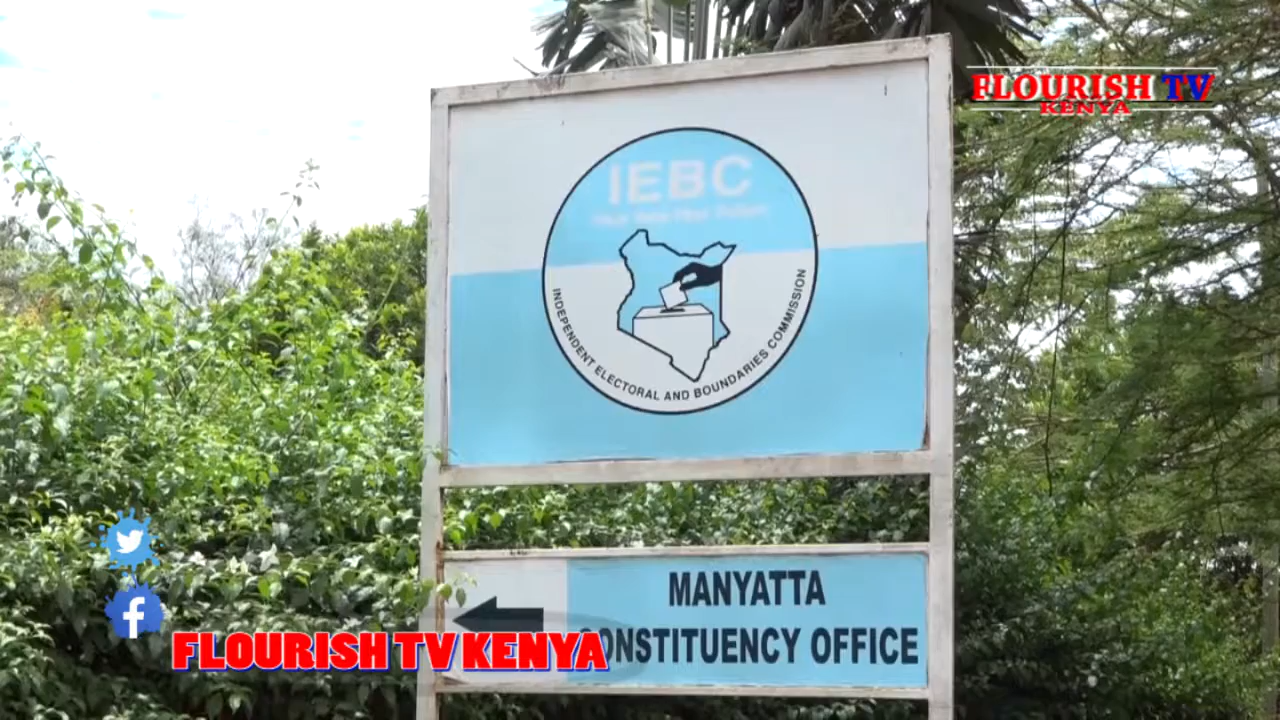 FLOURISH TV
KENYA
IEBC
INDEPENDENT ELECTORAL AND BOUNDARIES COMMISSION
MANYATTA
CONSTITUENCY OFFICE
FLOURISH TV KENYA